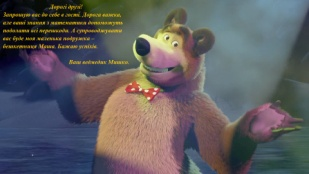 Дорогі друзі!
Запрошую вас до себе в гості. Дорога важка,
але ваші знання з математики допоможуть
подолати всі перешкоди. А супроводжувати
вас буде моя маленька подружка –
бешкетниця Маша. Бажаю успіхів.
Ваш ведмедик Мишко.